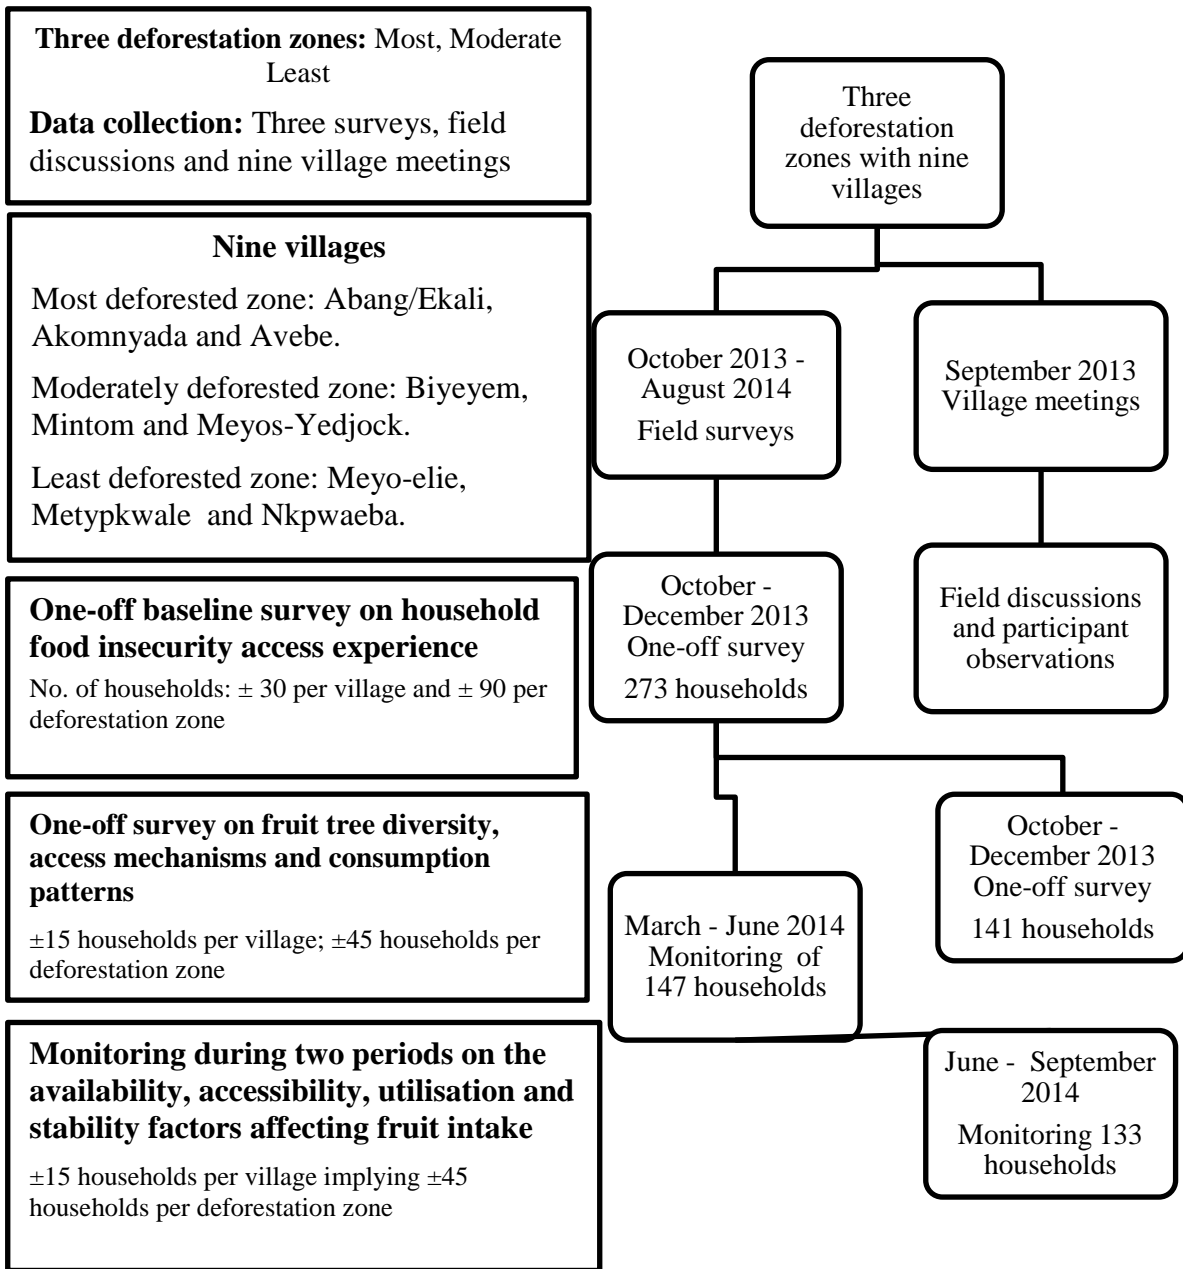 Three deforestation zones: Most, Moderate
Least
Data collection: Three surveys, field
discussions and nine village meetings
Nine villages
Most deforested zone: Abang/Ekali,
Akomnyada and Avebe.
Moderately deforested zone: Biyeyem,
Mintom and Meyos-Yedjock.
Least deforested zone: Meyo-elie,
Metypkwale and Nkpwaeba.
One-off baseline survey on household
food insecurity access experience
No. of households: ± 30 per village and ± 90 per
deforestation zone
One-off survey on fruit tree diversity,
access mechanisms and consumption
patterns
±15 households per village; ±45 households per
deforestation zone
Monitoring during two periods on the
availability, accessibility, utilisation and
stability factors affecting fruit intake
±15 households per village implying ±45
households per deforestation zone
Three
deforestation
zones with nine
villages
October 2013 -
August 2014
Field surveys
September 2013
Village meetings
October -
December 2013
One-off survey
273 households
Field discussions
and participant
observations
March - June 2014
Monitoring of
147 households
October -
December 2013
One-off survey
141 households
June - September
2014
Monitoring 133
households